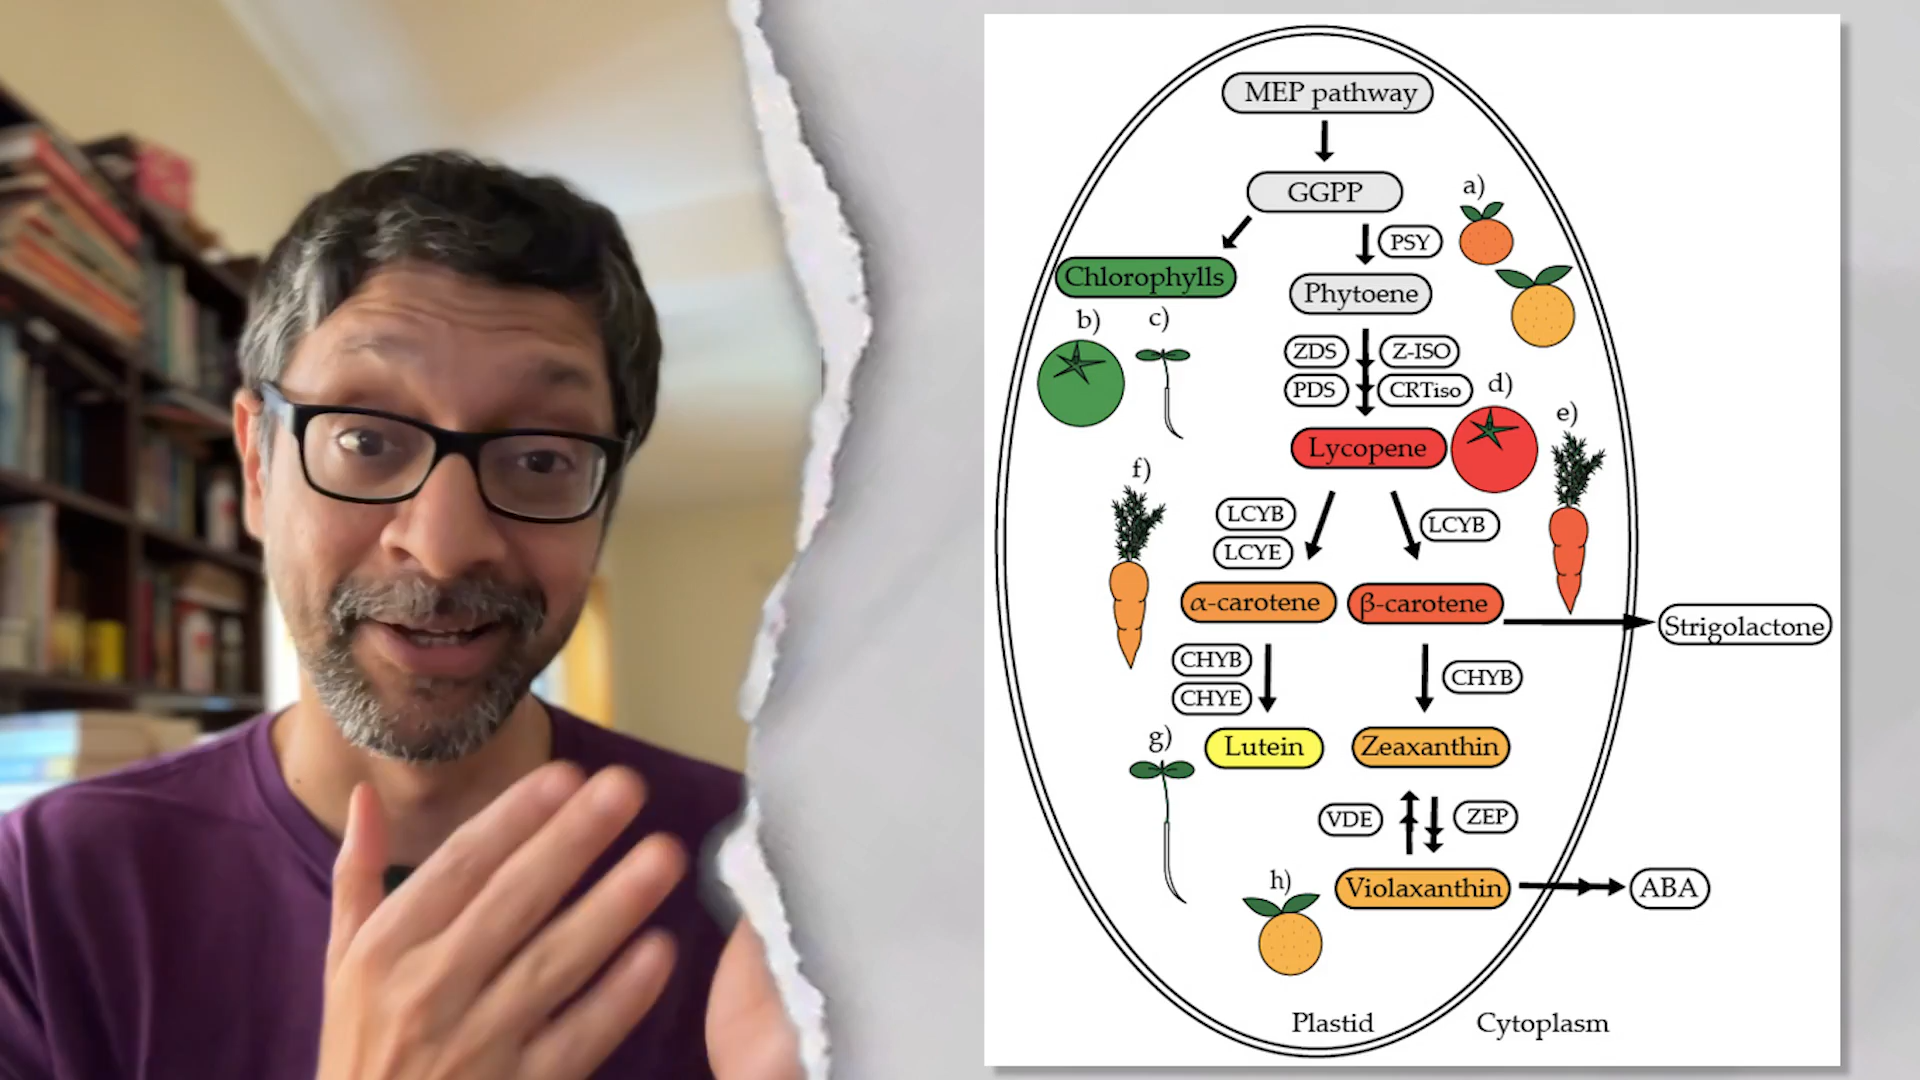 MEP pathway
GGPP
a)
PSY
Chlorophylls
Phytoene
b)
c)
ZDS
Z-ISO
PDS
CRTiso
d)
e)
Lycopene
f)
LCYB
LCYB
LCYE
α-carotene
β-carotene
Strigolactone
CHYB
CHYB
CHYE
g)
Lutein
Zeaxanthin
VDE
ZEP
h)
Violaxanthin
ABA
Plastid
Cytoplasm